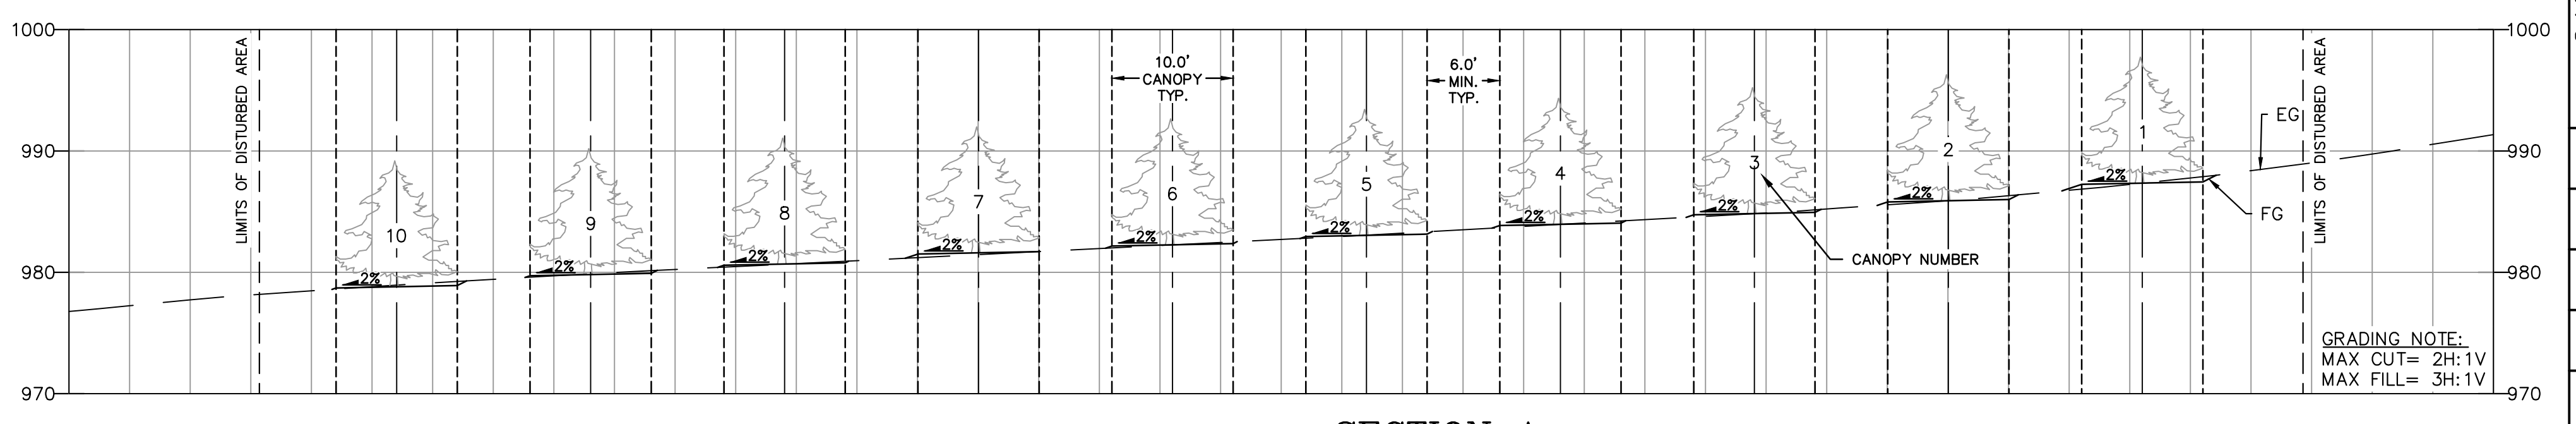 1000
990
980
970
LIMITS OF DISTURBED AREA
10
2%
9
2%
8
2%
7
2%
10.0'
CANOPY
TYP.
6
2%
5
2%
6.0'
MIN.
TYP.
4
2%
3
2%
CANOPY NUMBER
2
2%
1
2%
EG
FG
LIMITS OF DISTURBED AREA
GRADING NOTE:
MAX CUT= 2H:1V
MAX FILL= 3H:1V
1000
990
980
970